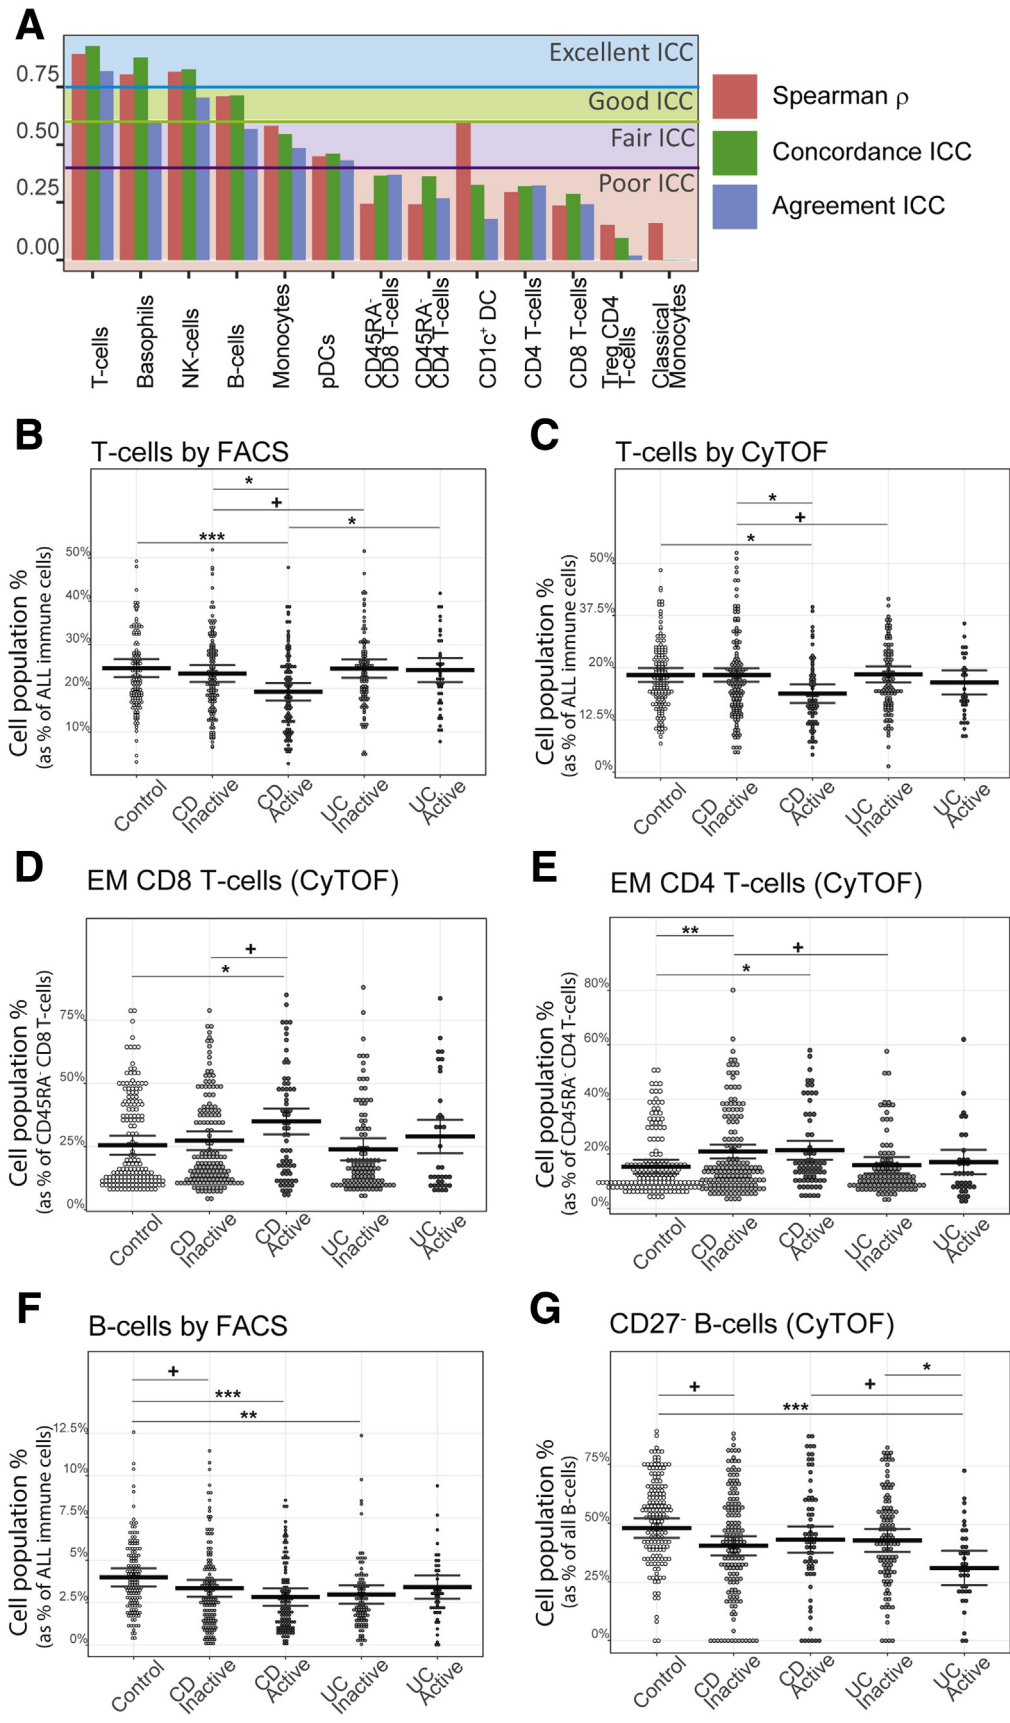 A
Excellent ICC
Good ICC
Fair ICC
Poor ICC
0.75
0.50
0.25
0.00
Spearman ρ
Concordance ICC
Agreement ICC
T-cells
Basophils
NK-cells
B-cells
Monocytes
pDCs
CD45RA-
CD8 T-cells
CD45RA-
CD4 T-cells
CD1c+ DC
CD4 T-cells
CD8 T-cells
Treg CD4
T-cells
Classical
Monocytes
B
T-cells by FACS
Cell population %
(as % of ALL immune cells)
*
+
*
***
50%
40%
30%
20%
10%
Control
CD
Inactive
CD
Active
UC
Inactive
UC
Active
C
T-cells by CyTOF
Cell population %
(as % of ALL immune cells)
*
+
*
50%
37.5%
20%
12.5%
0%
Control
CD
Inactive
CD
Active
UC
Inactive
UC
Active
D
EM CD8 T-cells (CyTOF)
Cell population %
(as % of CD45RA- CD8 T-cells)
+
*
75%
50%
25%
0%
Control
CD
Inactive
CD
Active
UC
Inactive
UC
Active
E
EM CD4 T-cells (CyTOF)
Cell population %
(as % of CD45RA- CD4 T-cells)
**
+
*
80%
60%
40%
20%
0%
Control
CD
Inactive
CD
Active
UC
Inactive
UC
Active
F
B-cells by FACS
Cell population %
(as % of ALL immune cells)
+
***
**
12.5%
10%
7.5%
5%
2.5%
0%
Control
CD
Inactive
CD
Active
UC
Inactive
UC
Active
G
CD27- B-cells (CyTOF)
Cell population %
(as % of all B-cells)
*
+
+
***
75%
50%
25%
0%
Control
CD
Inactive
CD
Active
UC
Inactive
UC
Active